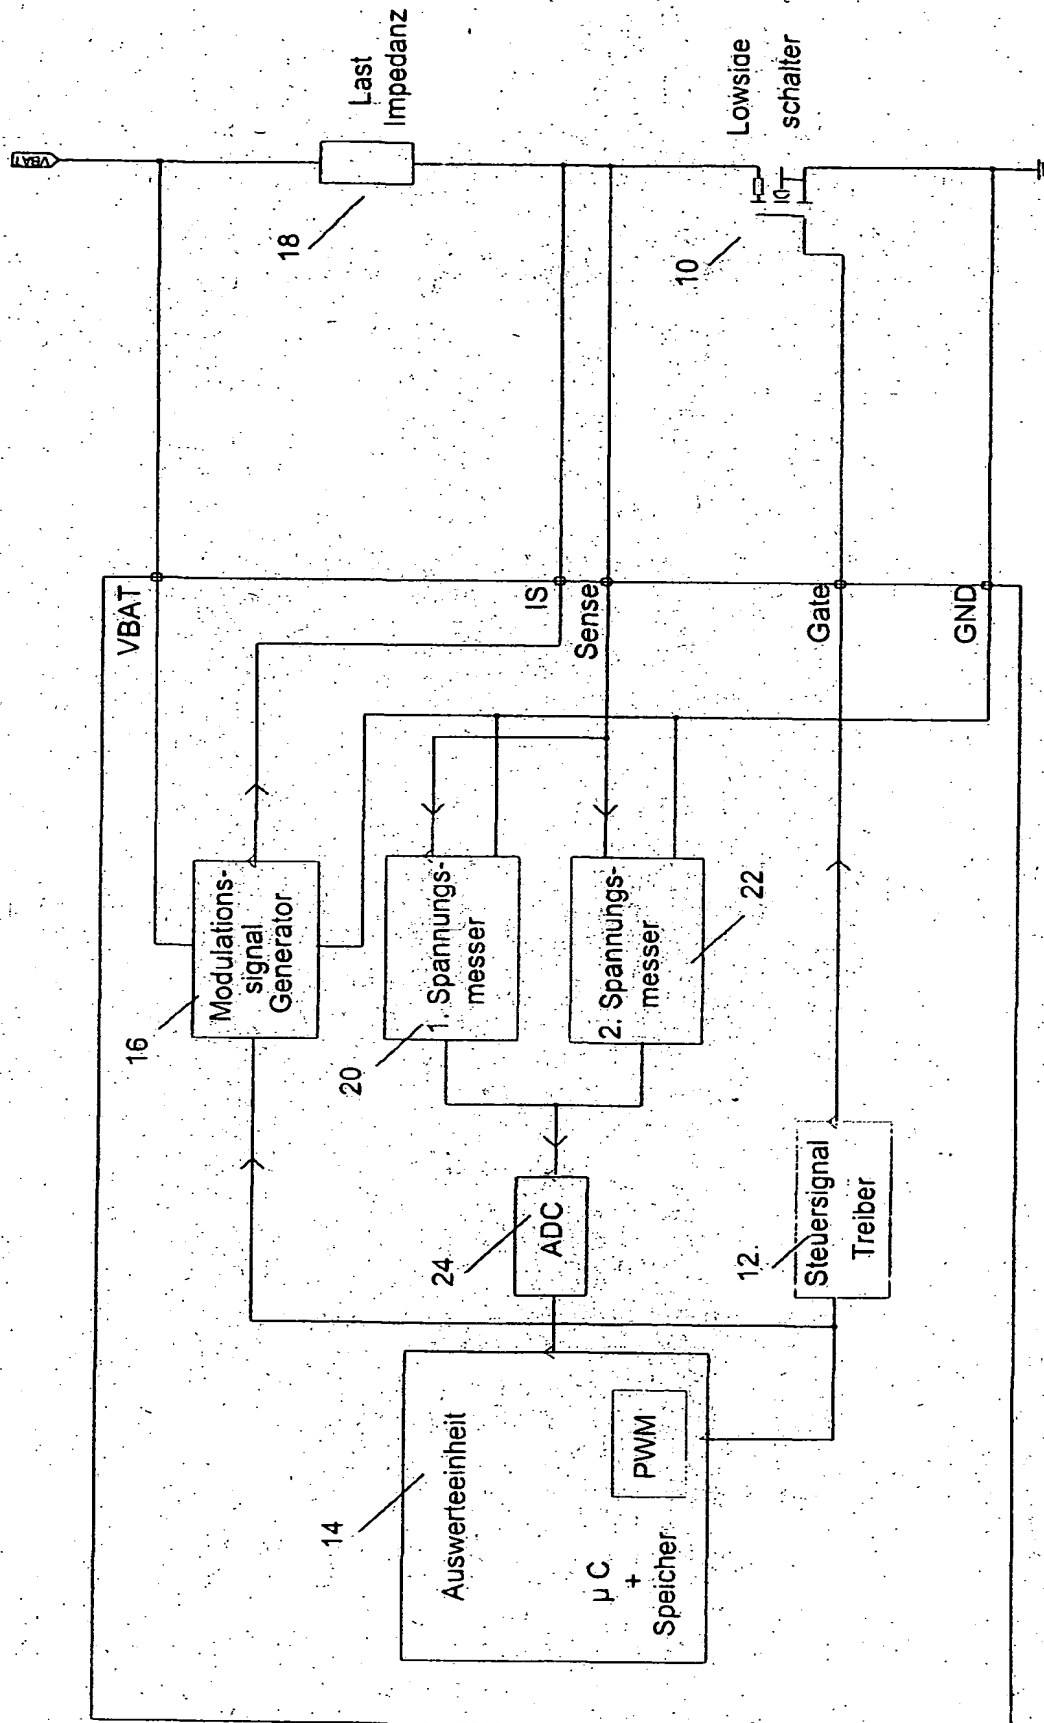 VBAT
Last
Impedanz
18
Lowside
schalter
10
VBAT
IS
Sense
Gate
GND
Modulations-
signal
Generator
16
1. Spannungs-
messer
20
2. Spannungs-
messer
22
ADC
24
Steuersignal
Treiber
12
Auswerteeinheit
14
PWM
µ C
+
Speicher